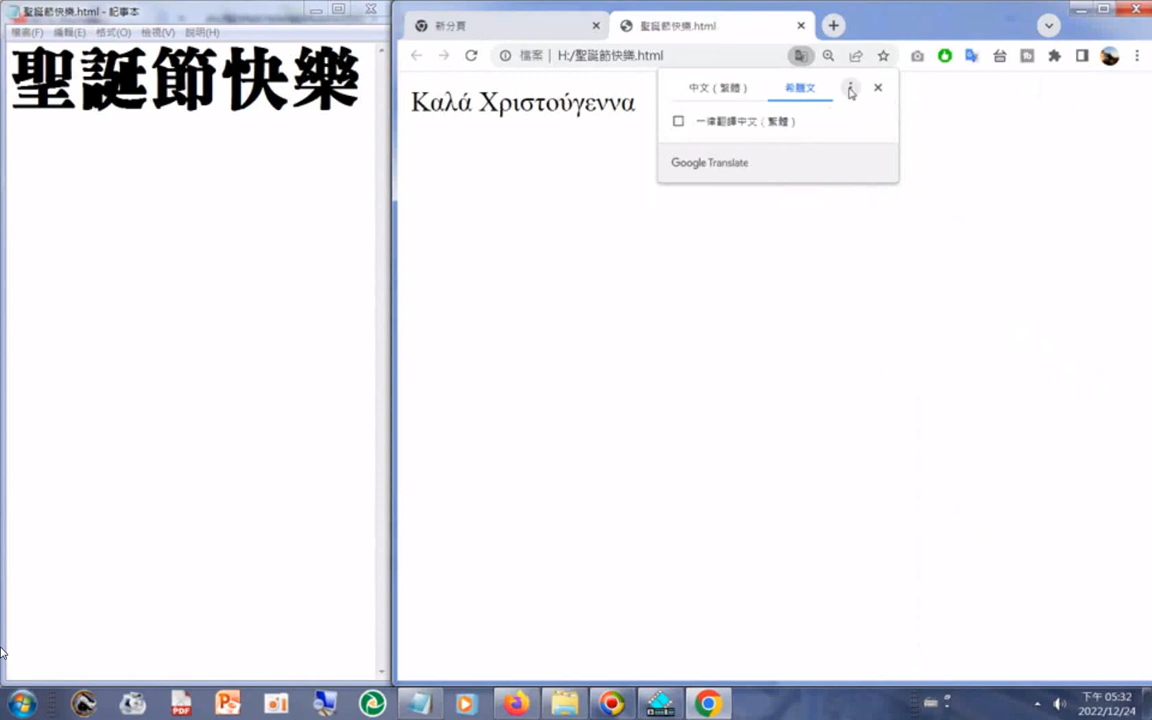 聖誕節快樂.html - 記事本
檔案(F) 編輯(E) 格式(O) 檢視(V) 說明(H)
聖誕節快樂
新分頁
聖誕節快樂.html
檔案 | H:/聖誕節快樂.html
台
中文（繁體） 希臘文
一律翻譯中文（繁體）
Google Translate
Καλά Χριστούγεννα
PDF
下午 05:32
2022/12/24